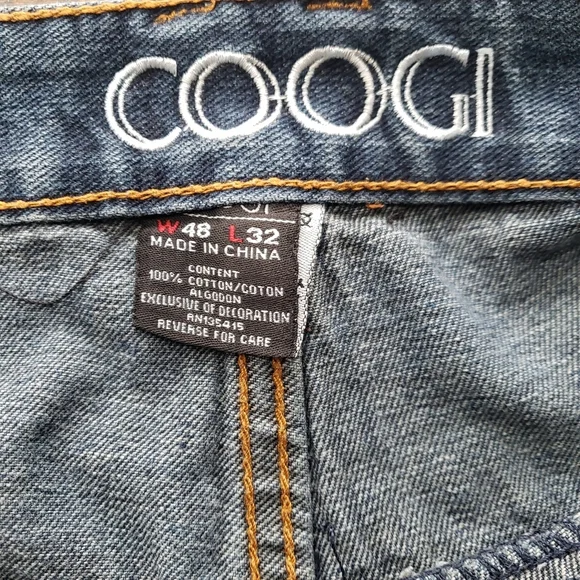 COOGI
W48 L32
MADE IN CHINA
CONTENT
100% COTTON/COTON
ALGODON
EXCLUSIVE OF DECORATION
RN135415
REVERSE FOR CARE